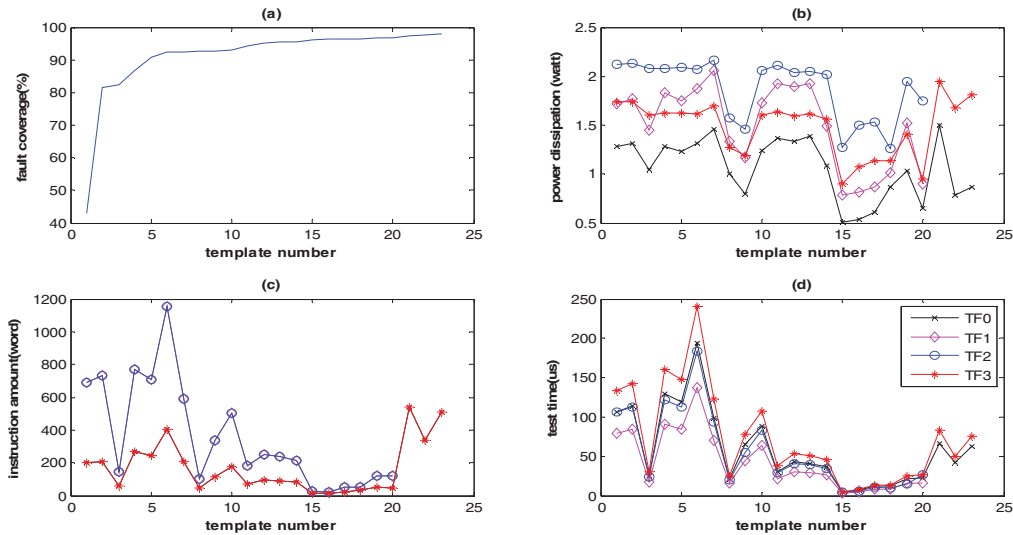 (a)
100
90
80
70
60
50
40
fault coverage(%)
0 5 10 15 20 25
template number
(b)
2.5
2
1.5
1
0.5
power dissipation (watt)
0 5 10 15 20 25
template number
(c)
1200
1000
800
600
400
200
0
instruction amount(word)
0 5 10 15 20 25
template number
(d)
250
200
150
100
50
0
test time(us)
TF0
TF1
TF2
TF3
0 5 10 15 20 25
template number